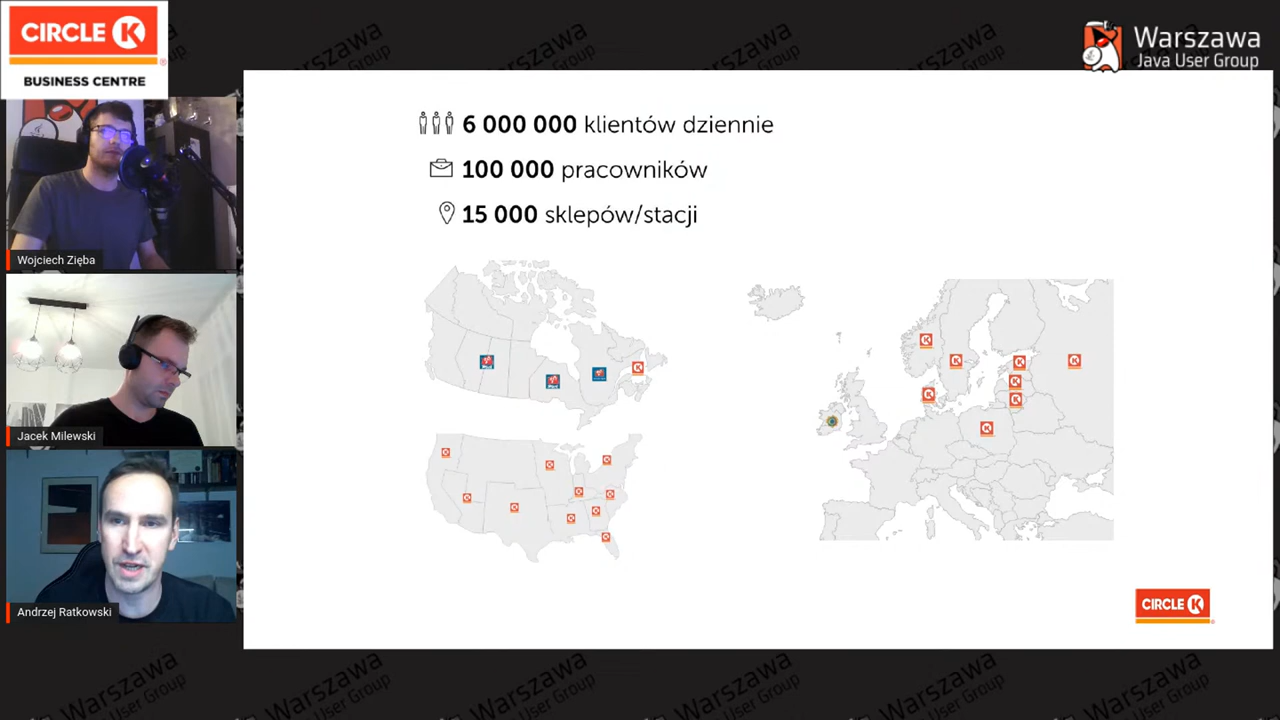 CIRCLE K
BUSINESS CENTRE
Warszawa
Java User Group
6 000 000 klientów dziennie
100 000 pracowników
15 000 sklepów/stacji
Wojciech Zięba
Jacek Milewski
Andrzej Ratkowski
CIRCLE K